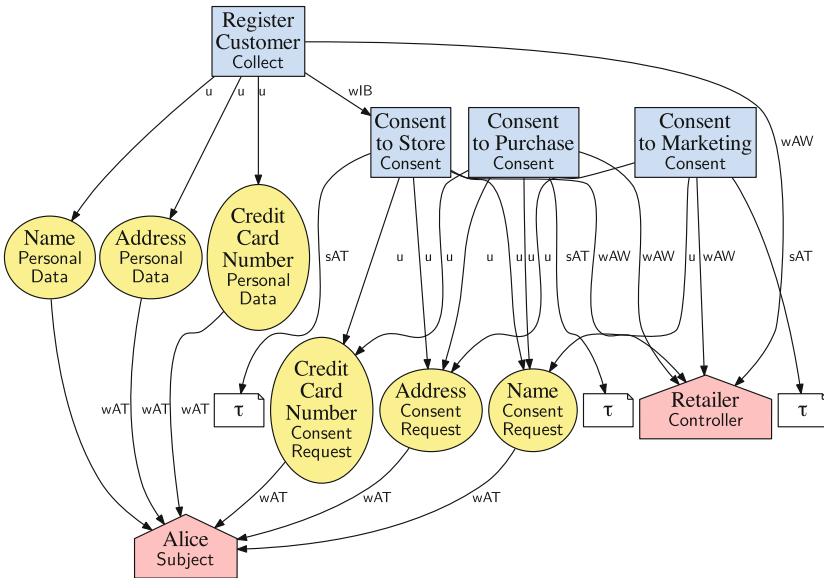 Register
Customer
Collect
u
u
u
wIB
Consent
to Store
Consent
Consent
to Purchase
Consent
Consent
to Marketing
Consent
wAW
Name
Personal
Data
Address
Personal
Data
Credit
Card
Number
Personal
Data
sAT
u
u
u
u
u
u
u
sAT
wAW
wAW
u
wAW
sAT
Credit
Card
Number
Consent
Request
Address
Consent
Request
Name
Consent
Request
τ
τ
τ
Retailer
Controller
wAT
wAT
wAT
wAT
wAT
wAT
Alice
Subject